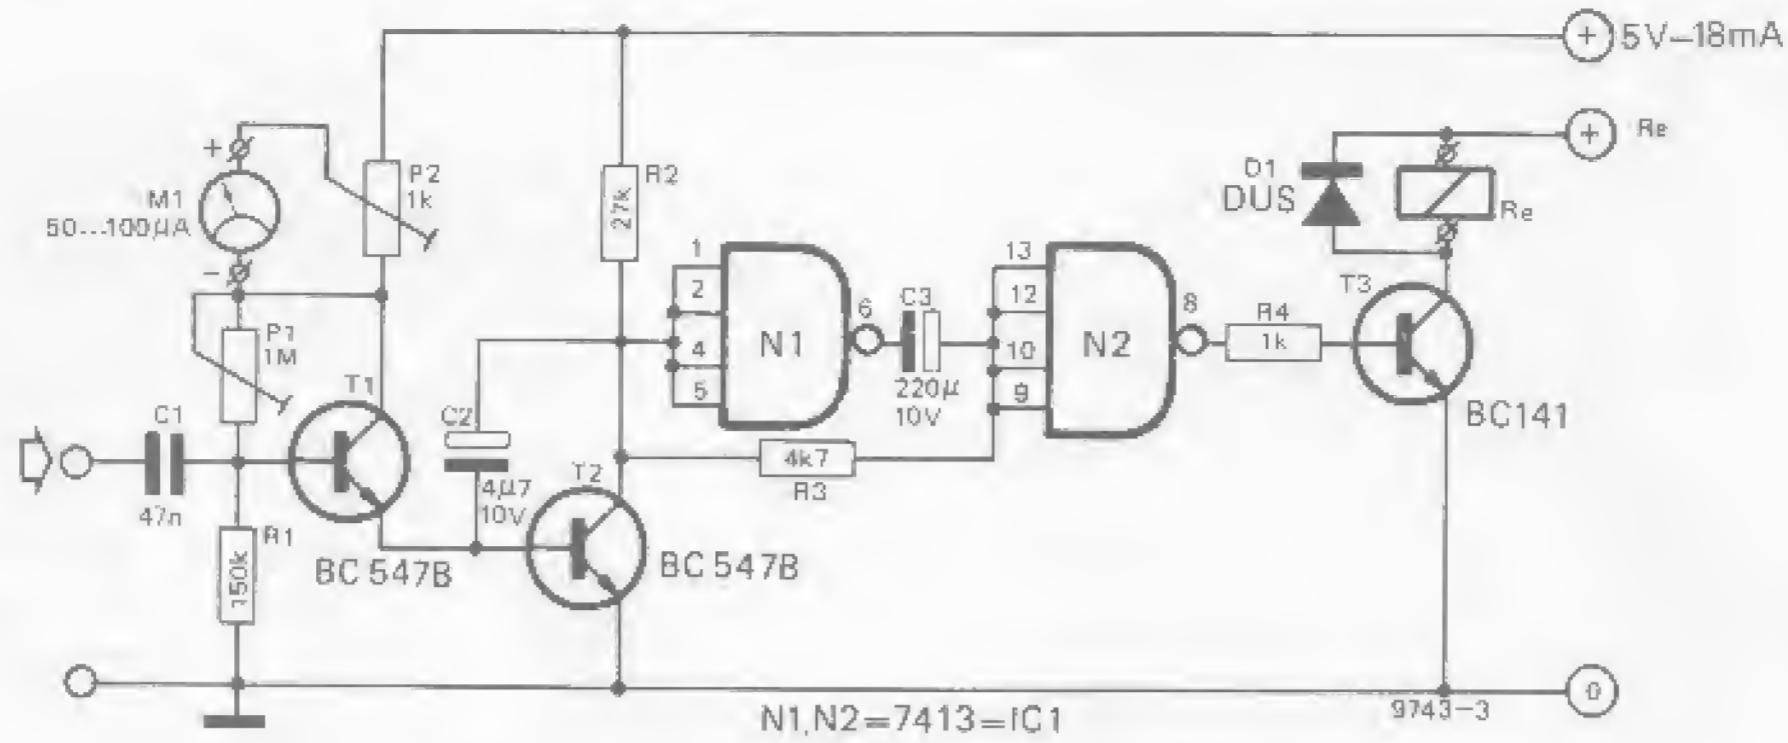 + 5V–18mA
+ Re
+
M1
50...100µA
–
P2
1k
R2
27k
D1
DUS
Re
1
2
4
5
N1
6
C3
220µ
10V
13
12
10
9
N2
8
R4
1k
T3
BC141
P1
1M
T1
C1
47n
C2
4µ7
10V
T2
4k7
R3
R1
150k
BC 547B
BC 547B
0
N1,N2=7413=IC1
9743–3